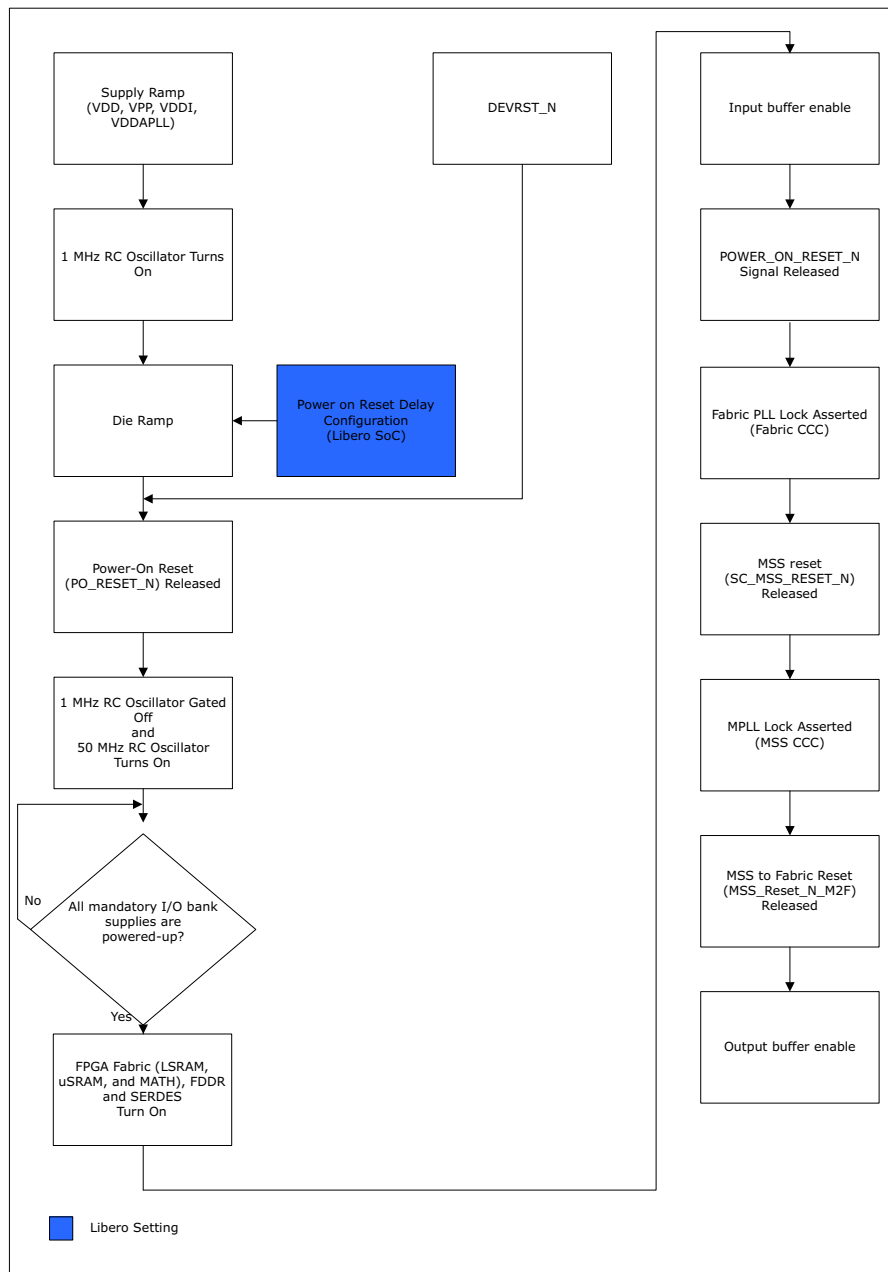 Supply Ramp
(VDD, VPP, VDDI,
VDDAPLL)
1 MHz RC Oscillator Turns
On
Die Ramp
Power on Reset Delay
Configuration
(Libero SoC)
DEVRST_N
Power-On Reset
(PO_RESET_N) Released
1 MHz RC Oscillator Gated
Off
and
50 MHz RC Oscillator
Turns On
All mandatory I/O bank
supplies are
powered-up?
No
Yes
FPGA Fabric (LSRAM,
uSRAM, and MATH), FDDR
and SERDES
Turn On
Input buffer enable
POWER_ON_RESET_N
Signal Released
Fabric PLL Lock Asserted
(Fabric CCC)
MSS reset
(SC_MSS_RESET_N)
Released
MPLL Lock Asserted
(MSS CCC)
MSS to Fabric Reset
(MSS_Reset_N_M2F)
Released
Output buffer enable
Libero Setting